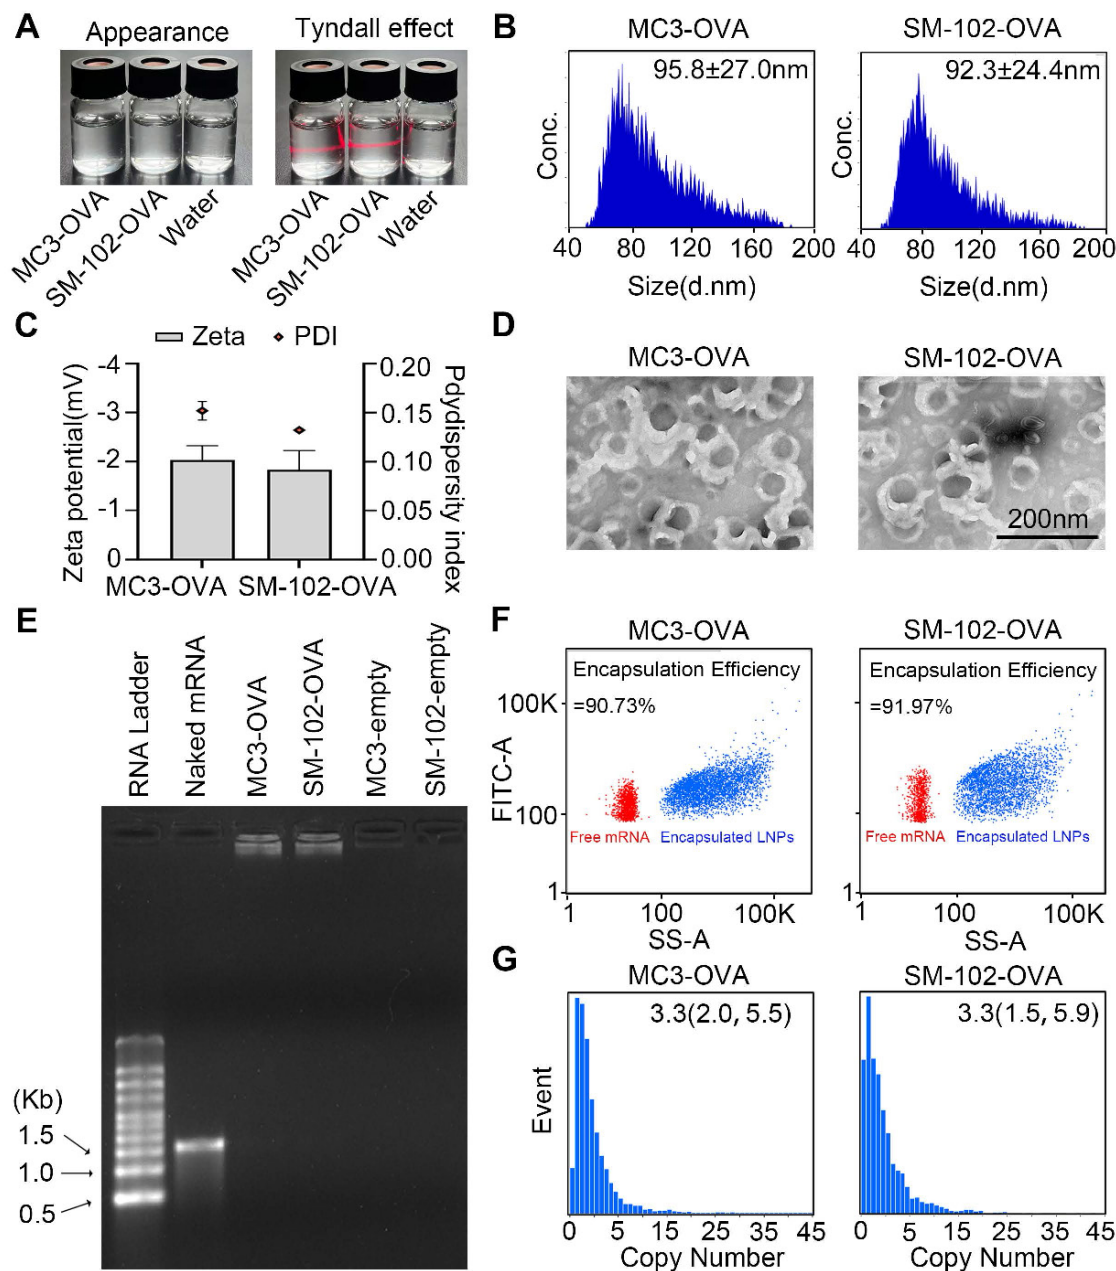 A
Appearance
Tyndall effect
MC3-OVA
SM-102-OVA
Water
MC3-OVA
SM-102-OVA
Water
B
MC3-OVA
SM-102-OVA
95.8±27.0nm
92.3±24.4nm
Conc.
Conc.
40 80 120 160 200
40 80 120 160 200
Size(d.nm)
Size(d.nm)
C
Zeta
PDI
Zeta potential(mV)
-4
-3
-2
-1
0
0.20
0.15
0.10
0.05
0.00
Pdydispersity index
MC3-OVA
SM-102-OVA
D
MC3-OVA
SM-102-OVA
200nm
E
RNA Ladder
Naked mRNA
MC3-OVA
SM-102-OVA
MC3-empty
SM-102-empty
(Kb)
1.5
1.0
0.5
F
MC3-OVA
SM-102-OVA
Encapsulation Efficiency
=90.73%
Encapsulation Efficiency
=91.97%
FITC-A
100K
100
1
1
Free mRNA
Encapsulated LNPs
Free mRNA
Encapsulated LNPs
1 100 100K
1 100 100K
SS-A
SS-A
G
MC3-OVA
SM-102-OVA
3.3(2.0, 5.5)
3.3(1.5, 5.9)
Event
0 5 15 25 35 45
0 5 15 25 35 45
Copy Number
Copy Number